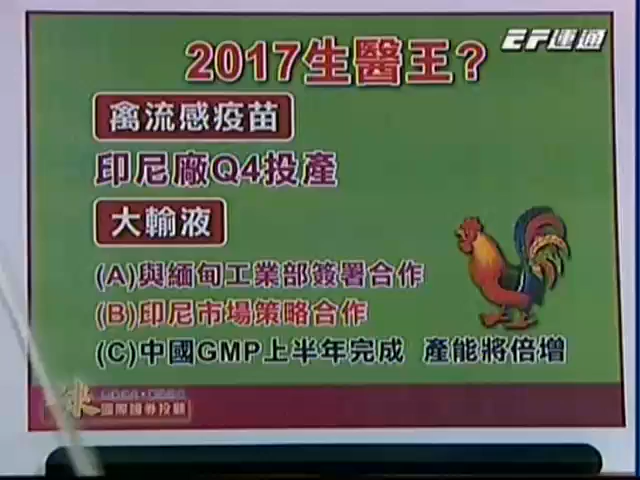 2017生醫王?
EF運通
禽流感疫苗
印尼廠Q4投產
大輸液
(A)與緬甸工業部簽署合作
(B)印尼市場策略合作
(C)中國GMP上半年完成 產能將倍增
國際證券投顧